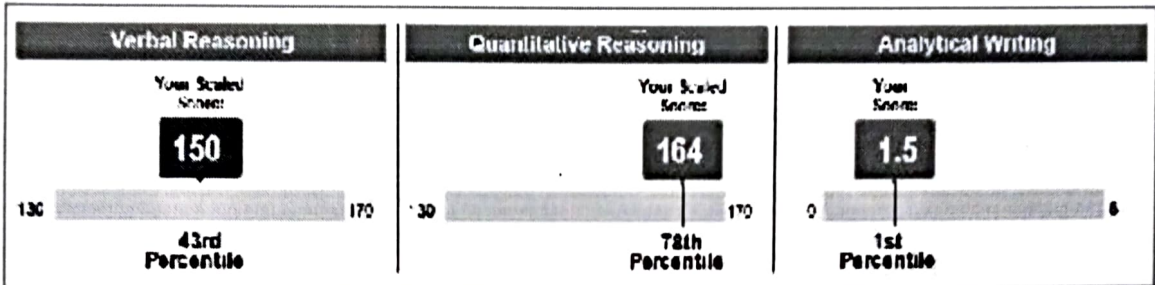 Verbal Reasoning
Your Scaled
Score:
150
130
170
43rd
Percentile
Quantitative Reasoning
Your Scaled
Score:
164
130
170
78th
Percentile
Analytical Writing
Your
Score:
1.5
0
6
1st
Percentile